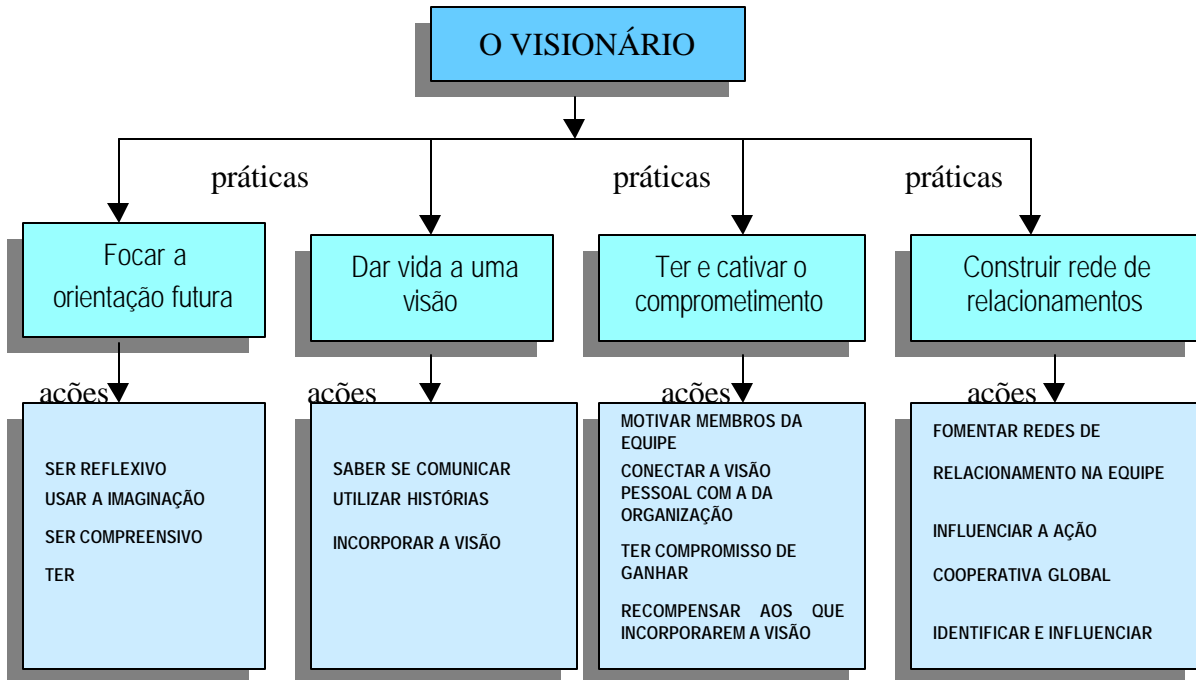 O VISIONÁRIO
práticas
práticas
práticas
Focar a
orientação futura
Dar vida a uma
visão
Ter e cativar o
comprometimento
Construir rede de
relacionamentos
ações
ações
ações
ações
SER REFLEXIVO
USAR A IMAGINAÇÃO
SER COMPREENSIVO
TER
SABER SE COMUNICAR
UTILIZAR HISTÓRIAS
INCORPORAR A VISÃO
MOTIVAR MEMBROS DA
EQUIPE
CONECTAR A VISÃO
PESSOAL COM A DA
ORGANIZAÇÃO
TER COMPROMISSO DE
GANHAR
RECOMPENSAR AOS QUE
INCORPORAREM A VISÃO
FOMENTAR REDES DE
RELACIONAMENTO NA EQUIPE
INFLUENCIAR A AÇÃO
COOPERATIVA GLOBAL
IDENTIFICAR E INFLUENCIAR